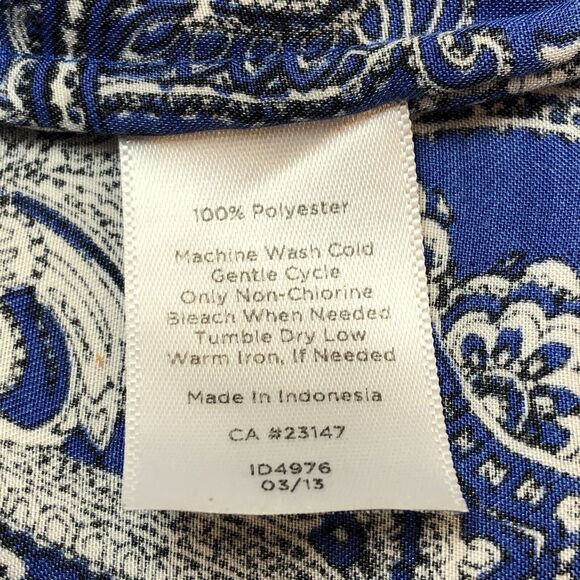 100% Polyester
Machine Wash Cold
Gentle Cycle
Only Non-Chlorine
Bleach When Needed
Tumble Dry Low
Warm Iron, If Needed
Made In Indonesia
CA #23147
ID4976
03/13